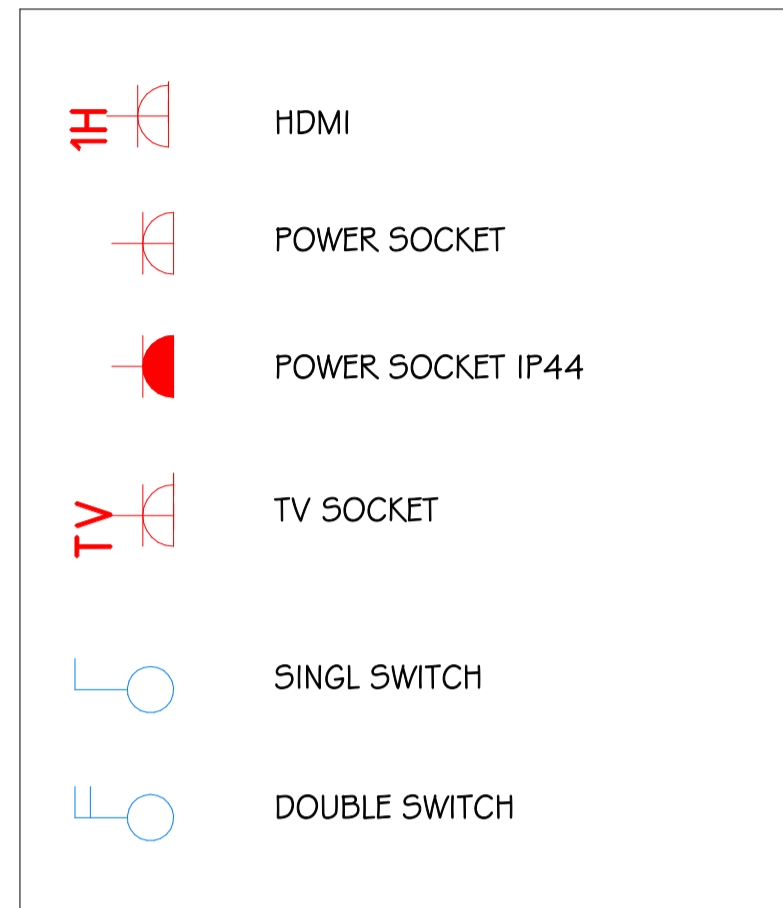 1H HDMI
POWER SOCKET
POWER SOCKET IP44
TV TV SOCKET
SINGL SWITCH
DOUBLE SWITCH